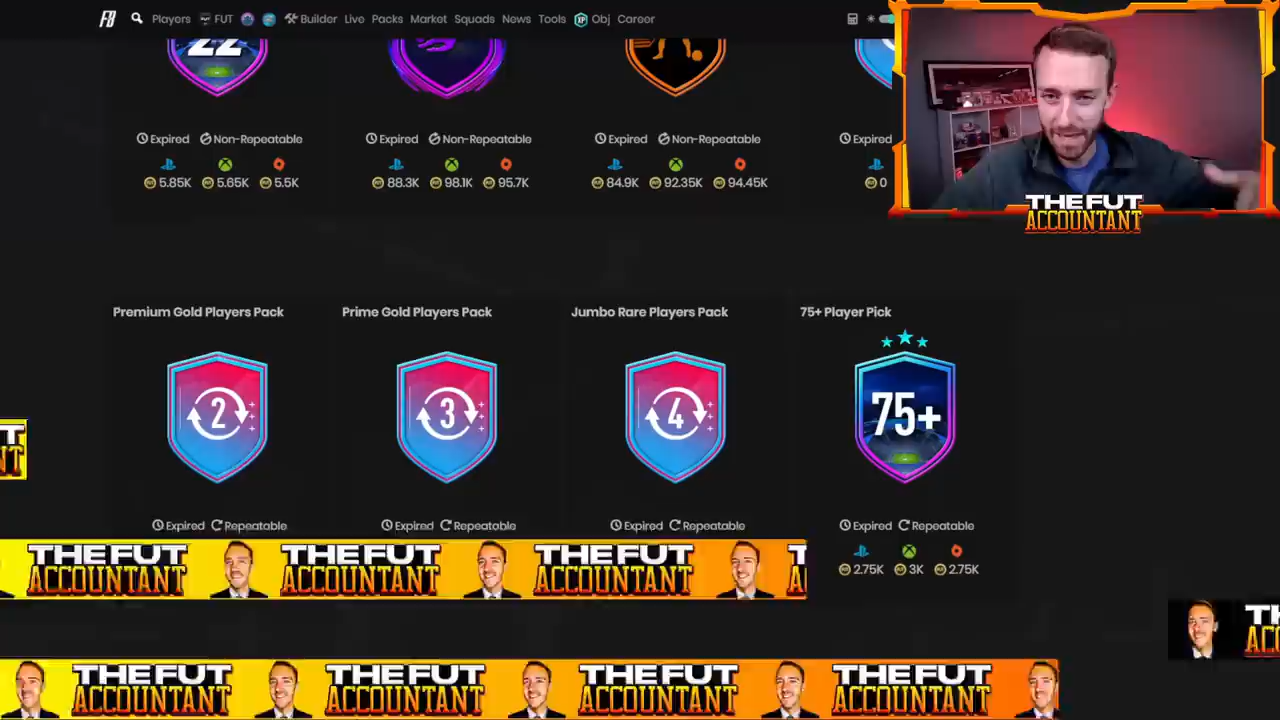 FB Players FUT Builder Live Packs Market Squads News Tools XP Obj Career
22
Expired Non-Repeatable
5.85K 5.65K 5.5K
Expired Non-Repeatable
88.3K 98.1K 95.7K
Expired Non-Repeatable
84.9K 92.35K 94.45K
Expired
0
THE FUT
ACCOUNTANT
Premium Gold Players Pack
2
Expired Repeatable
Prime Gold Players Pack
3
Expired Repeatable
Jumbo Rare Players Pack
4
Expired Repeatable
75+ Player Pick
75+
Expired Repeatable
2.75K 3K 2.75K
THE FUT
ACCOUNTANT
THE FUT
ACCOUNTANT
THE FUT
ACCOUNTANT
THE FUT
ACCOUNTANT
THE FUT
ACCOUNTANT
THE FUT
ACCOUNTANT
THE FUT
ACCOUNTANT